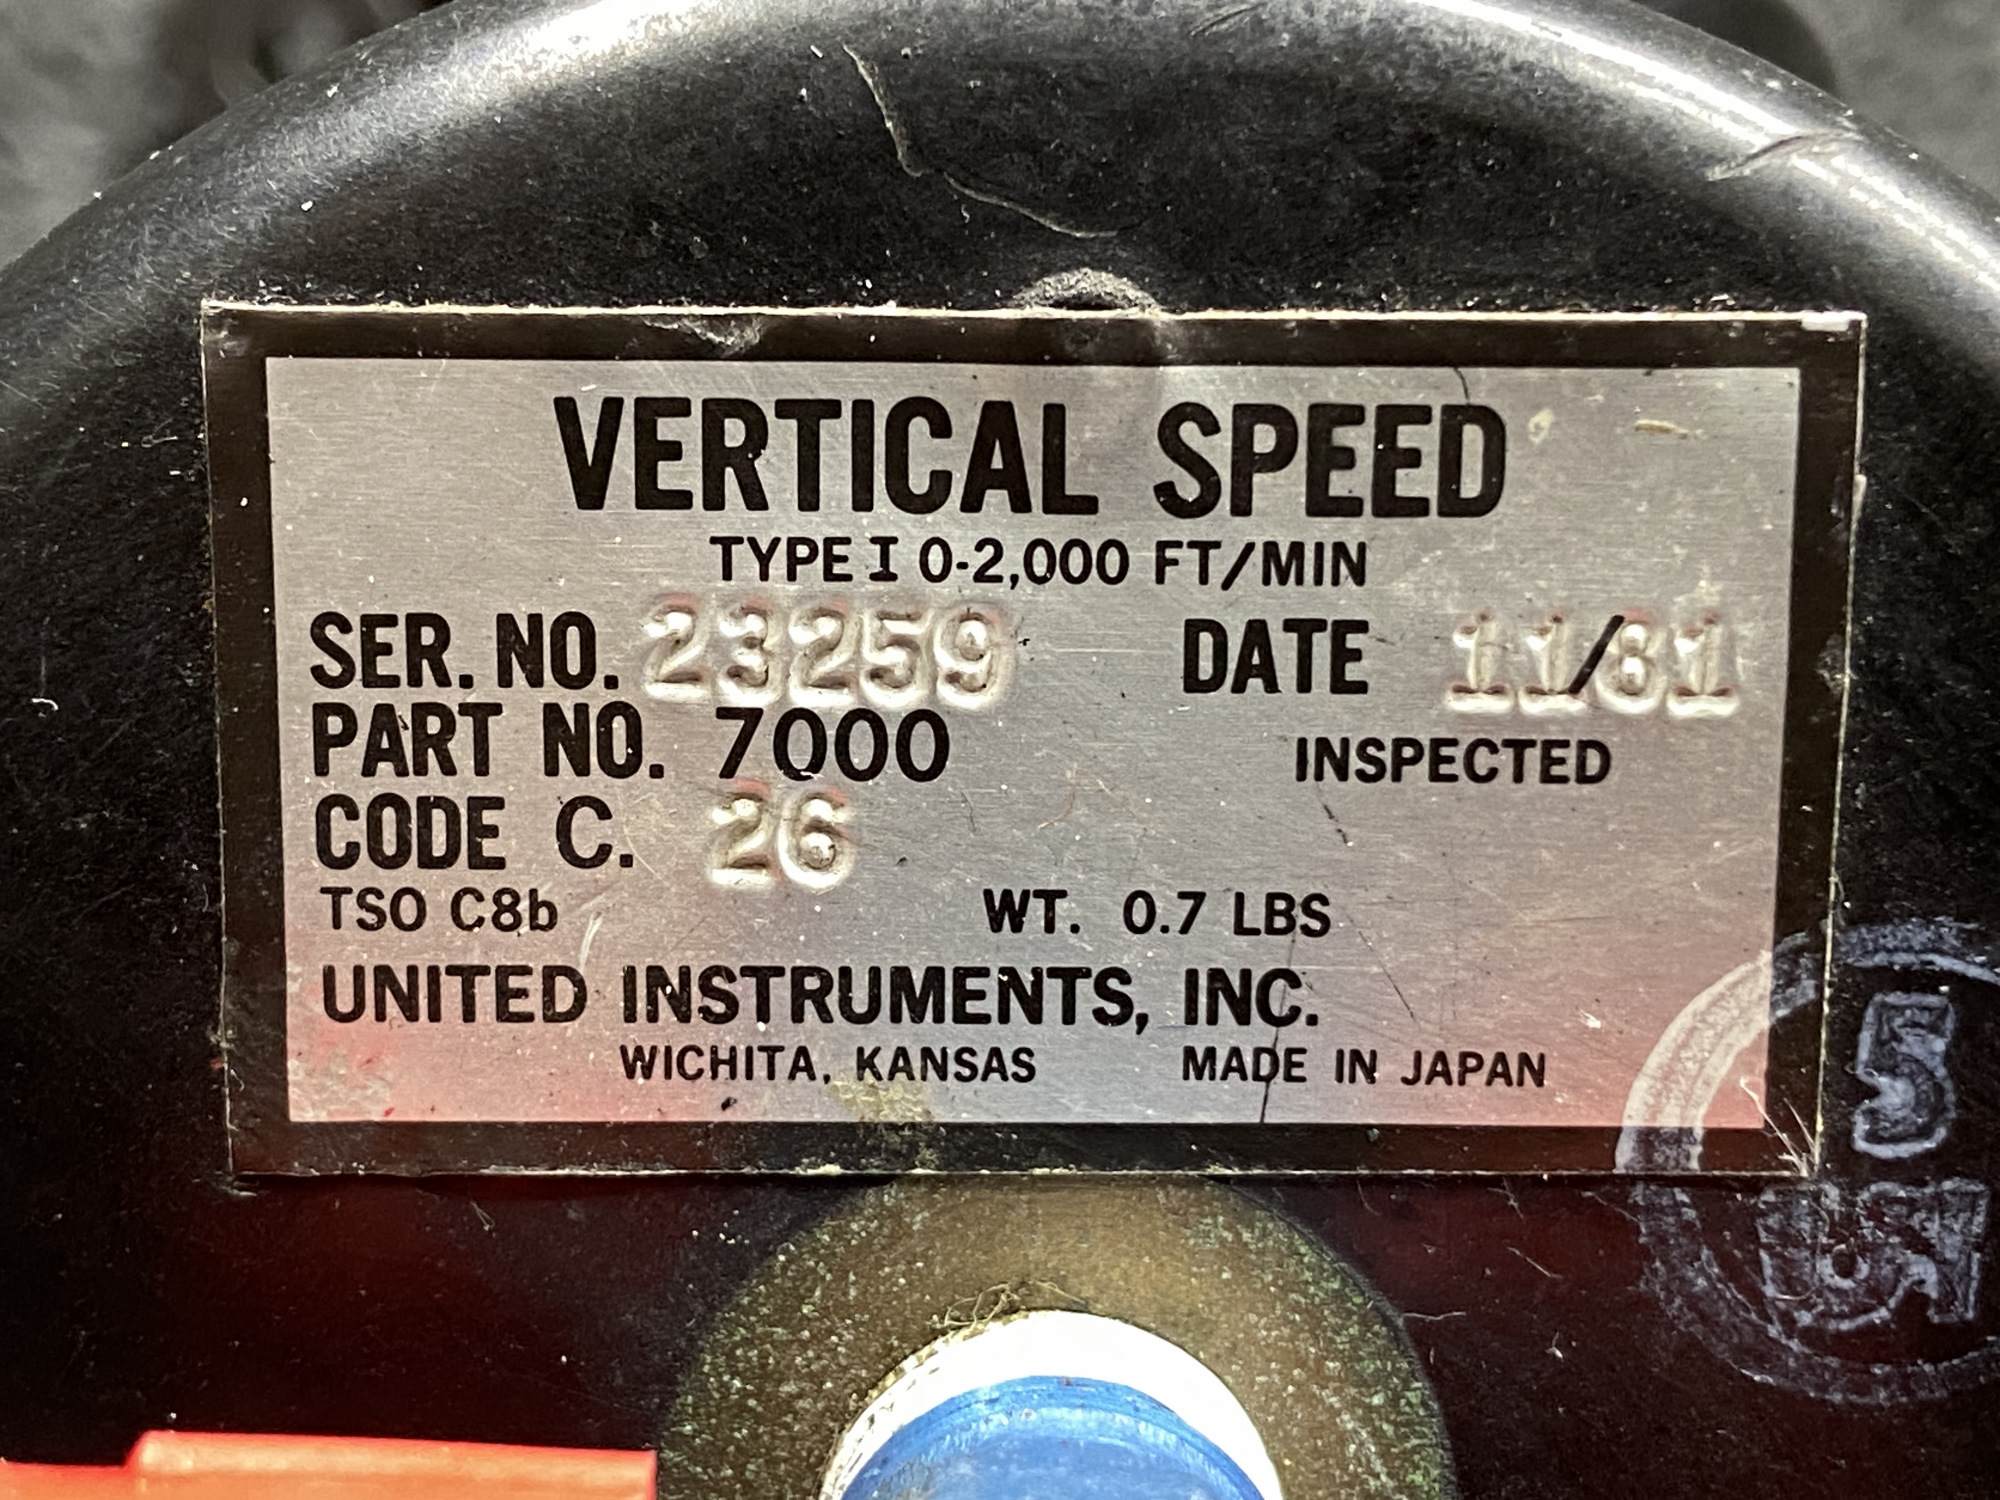 VERTICAL SPEED
TYPE I 0-2,000 FT/MIN
SER. NO. 23259 DATE 11/81
PART NO. 7000 INSPECTED
CODE C. 26
TSO C8b WT. 0.7 LBS
UNITED INSTRUMENTS, INC.
WICHITA, KANSAS MADE IN JAPAN
5